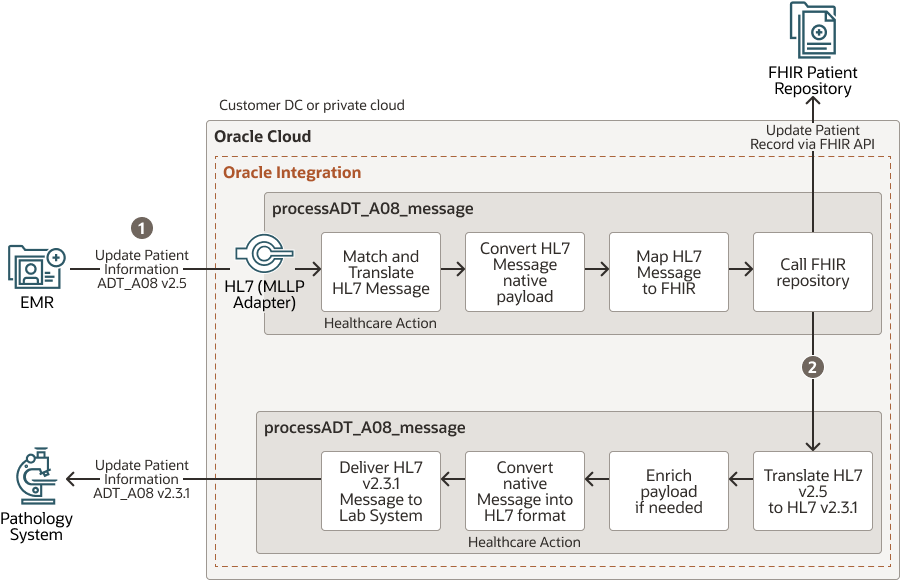 FHIR Patient
Repository
Customer DC or private cloud
Oracle Cloud
Update Patient
Record via FHIR API
Oracle Integration
processADT_A08_message
1
Update Patient
Information
ADT_A08 v2.5
EMR
HL7 (MLLP
Adapter)
Match and
Translate
HL7 Message
Healthcare Action
Convert HL7
Message
native
payload
Map HL7
Message
to FHIR
Call FHIR
repository
2
processADT_A08_message
Update Patient
Information
ADT_A08 v2.3.1
Pathology
System
Deliver HL7
v2.3.1
Message to
Lab System
Convert
native
Message into
HL7 format
Healthcare Action
Enrich
payload
if needed
Translate HL7
v2.5
to HL7 v2.3.1